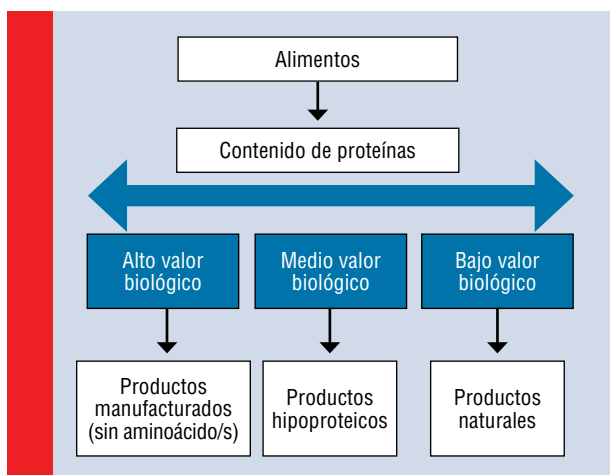 Alimentos
Contenido de proteínas
Alto valor
biológico
Medio valor
biológico
Bajo valor
biológico
Productos
manufacturados
(sin aminoácido/s)
Productos
hipoproteicos
Productos
naturales